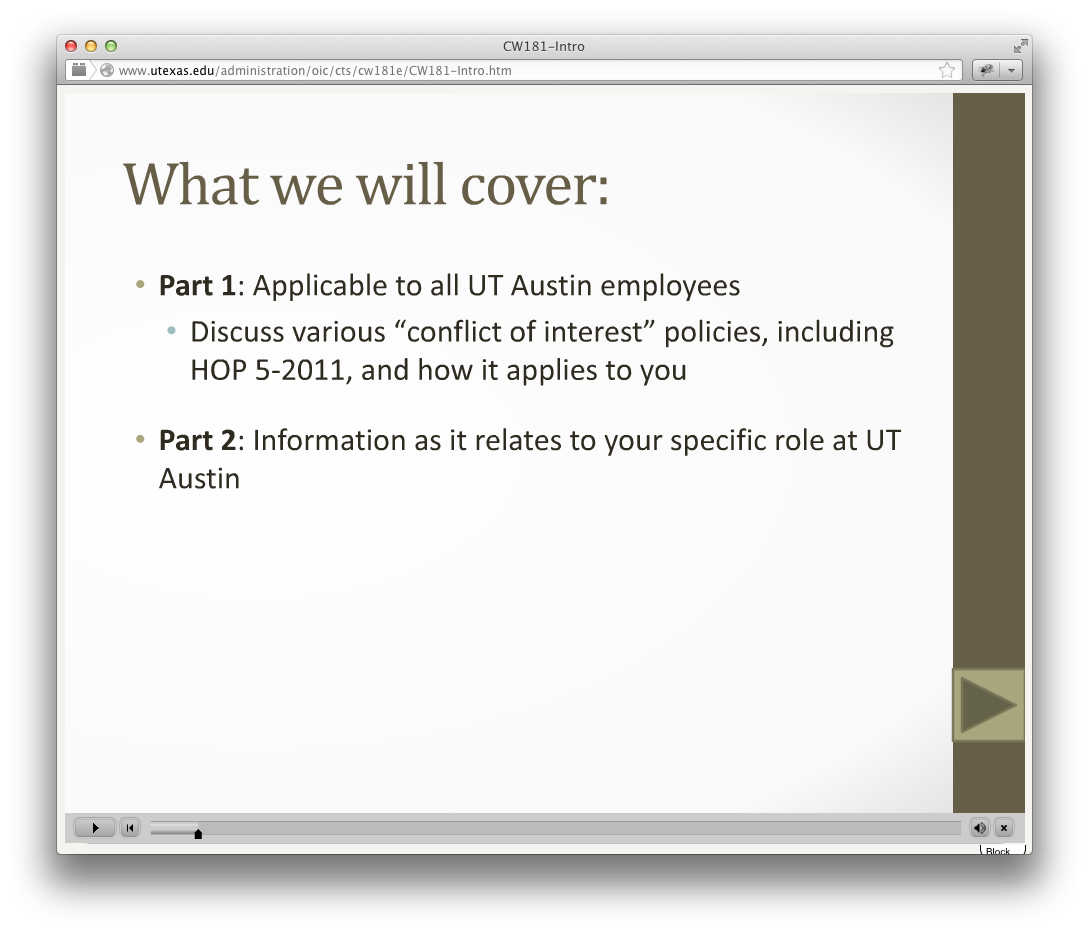 CW181-Intro
www.utexas.edu/administration/oic/cts/cw181e/CW181-Intro.htm
What we will cover:
• Part 1: Applicable to all UT Austin employees
• Discuss various “conflict of interest” policies, including
HOP 5-2011, and how it applies to you
• Part 2: Information as it relates to your specific role at UT
Austin
Block